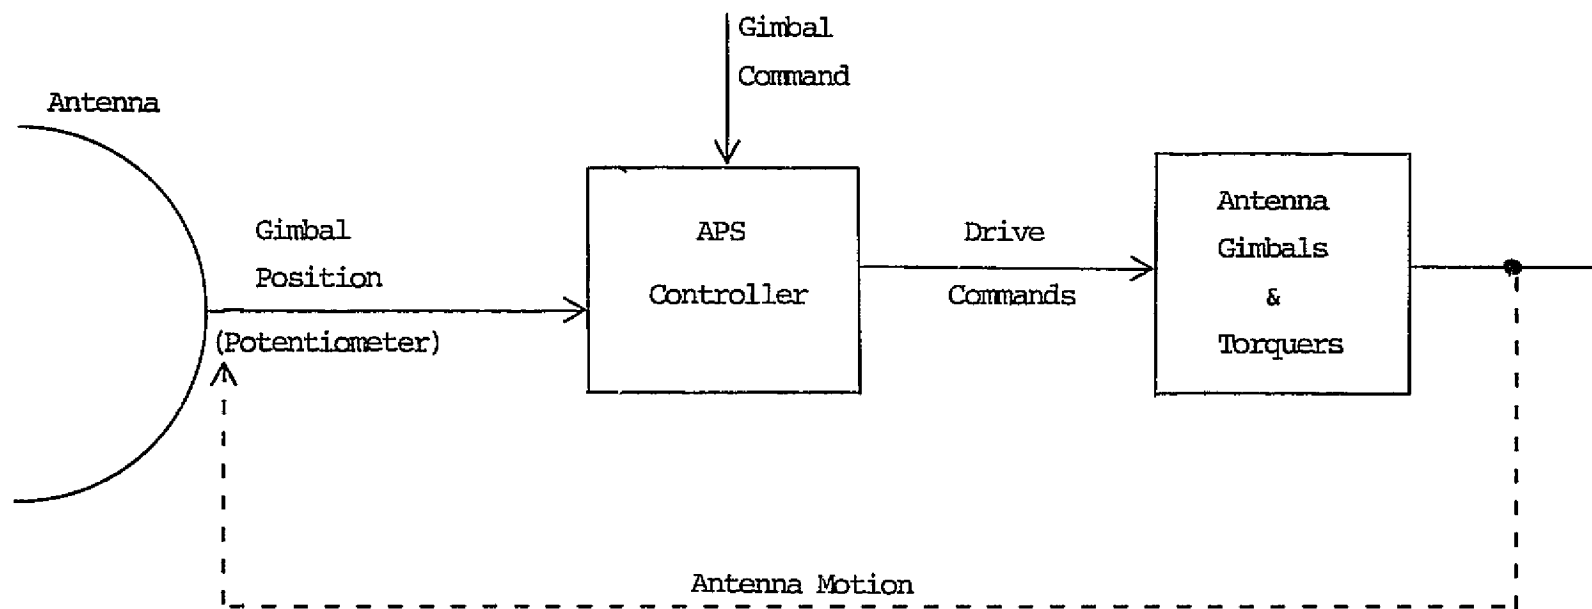 Gimbal
Command
Antenna
Gimbal
Position
(Potentiometer)
APS
Controller
Drive
Commands
Antenna
Gimbals
&
Torquers
Antenna Motion